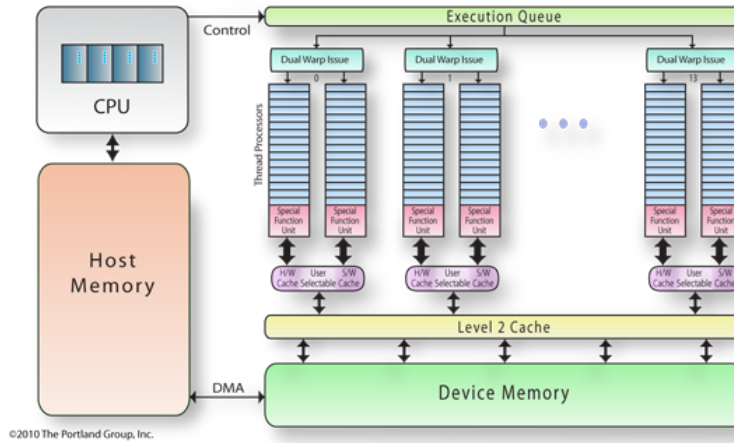 Execution Queue
Control
Dual Warp Issue
Dual Warp Issue
Dual Warp Issue
0
1
13
CPU
Thread Processors
Special
Function
Unit
Special
Function
Unit
Special
Function
Unit
Special
Function
Unit
Special
Function
Unit
Special
Function
Unit
H/W User S/W
Cache Selectable Cache
H/W User S/W
Cache Selectable Cache
H/W User S/W
Cache Selectable Cache
Host
Memory
Level 2 Cache
DMA
Device Memory
©2010 The Portland Group, Inc.